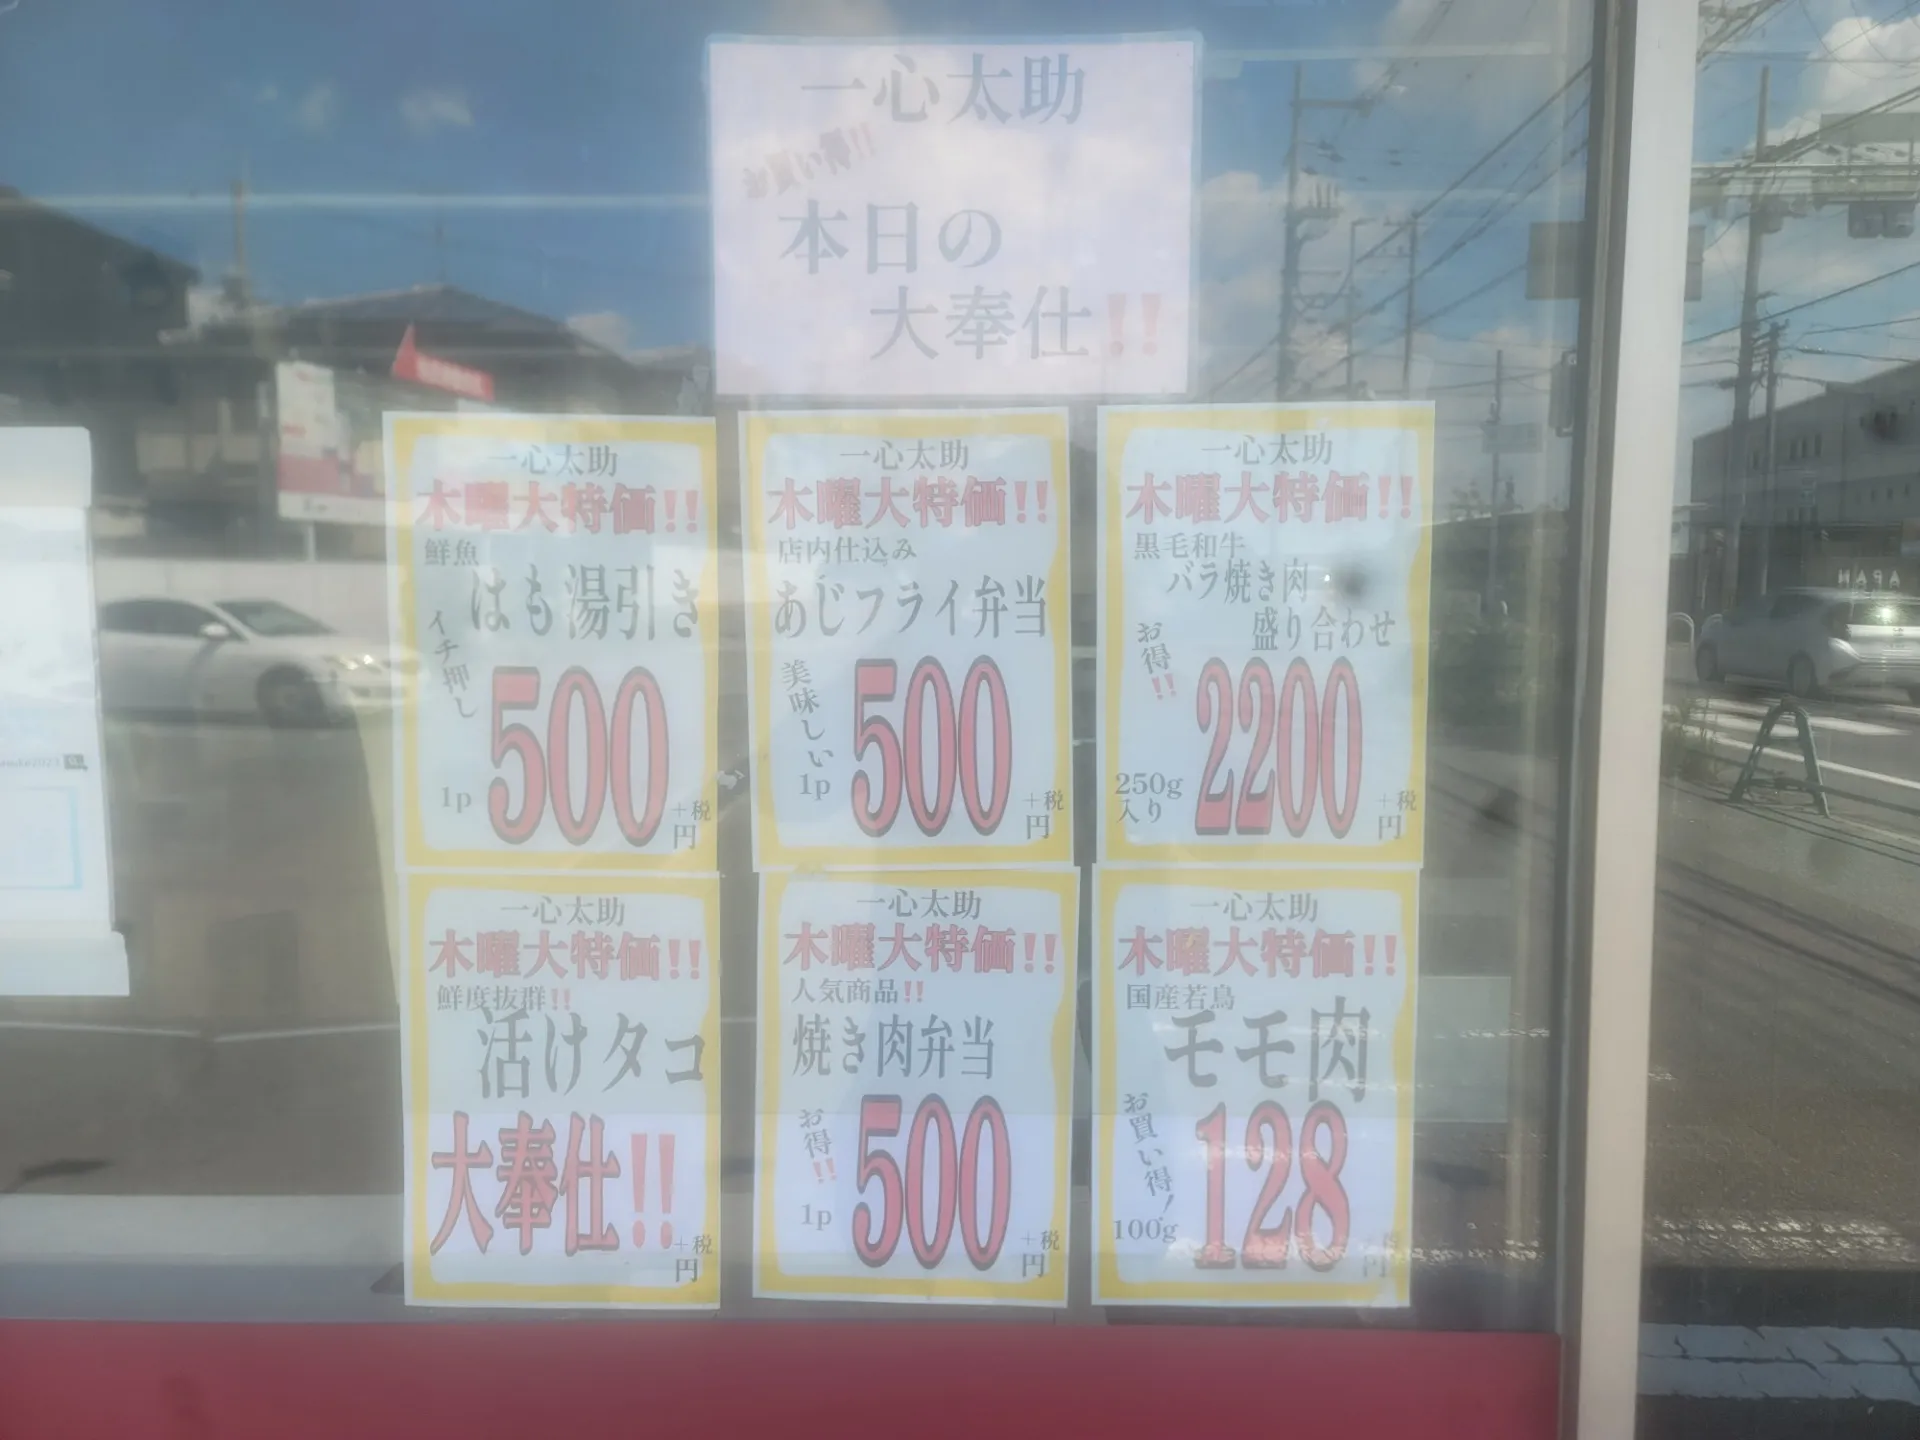 一心太助
本日の
大奉仕!!
一心太助
木曜大特価!!
鮮魚
はも湯引き
イチ押し
1p
500
+税
円
一心太助
木曜大特価!!
店内仕込み
あじフライ弁当
美味しい
1p
500
+税
円
一心太助
木曜大特価!!
黒毛和牛
バラ焼き肉
盛り合わせ
お得!!
250g
入り
2200
+税
円
一心太助
木曜大特価!!
鮮度抜群!!
活けタコ
大奉仕!!
+税
円
一心太助
木曜大特価!!
人気商品!!
焼き肉弁当
お得!!
1p
500
+税
円
一心太助
木曜大特価!!
国産若鳥
モモ肉
お買い得!
100g
128
税
円